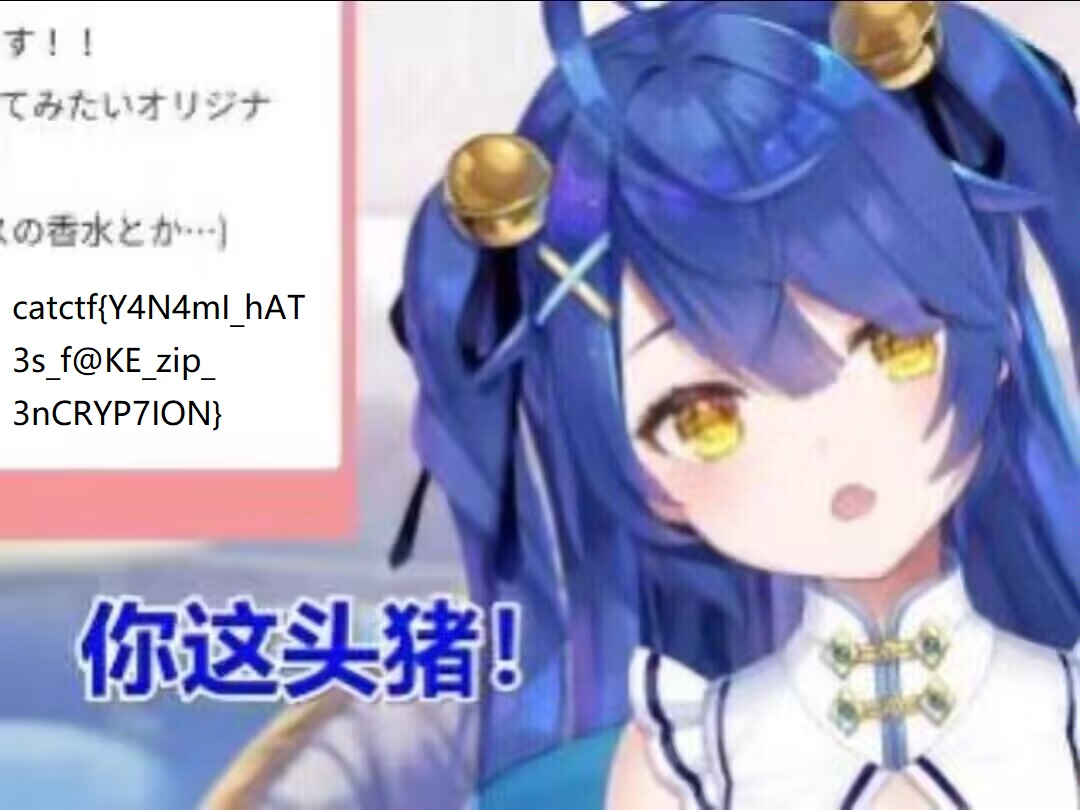 す！！
てみたいオリジナ
スの香水とか…)
catctf{Y4N4mI_hAT
3s_f@KE_zip_
3nCRYP7ION}
你这头猪！